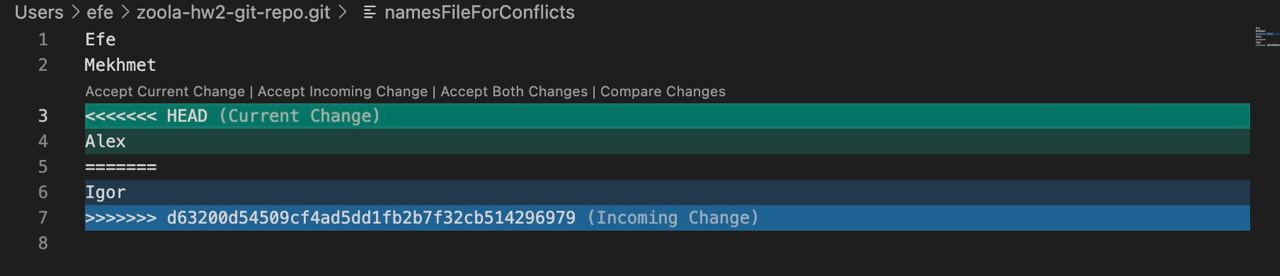 Users > efe > zoola-hw2-git-repo.git > namesFileForConflicts
1 Efe
2 Mekhmet
Accept Current Change | Accept Incoming Change | Accept Both Changes | Compare Changes
3 <<<<<<< HEAD (Current Change)
4 Alex
5 =======
6 Igor
7 >>>>>>> d63200d54509cf4ad5dd1fb2b7f32cb514296979 (Incoming Change)
8